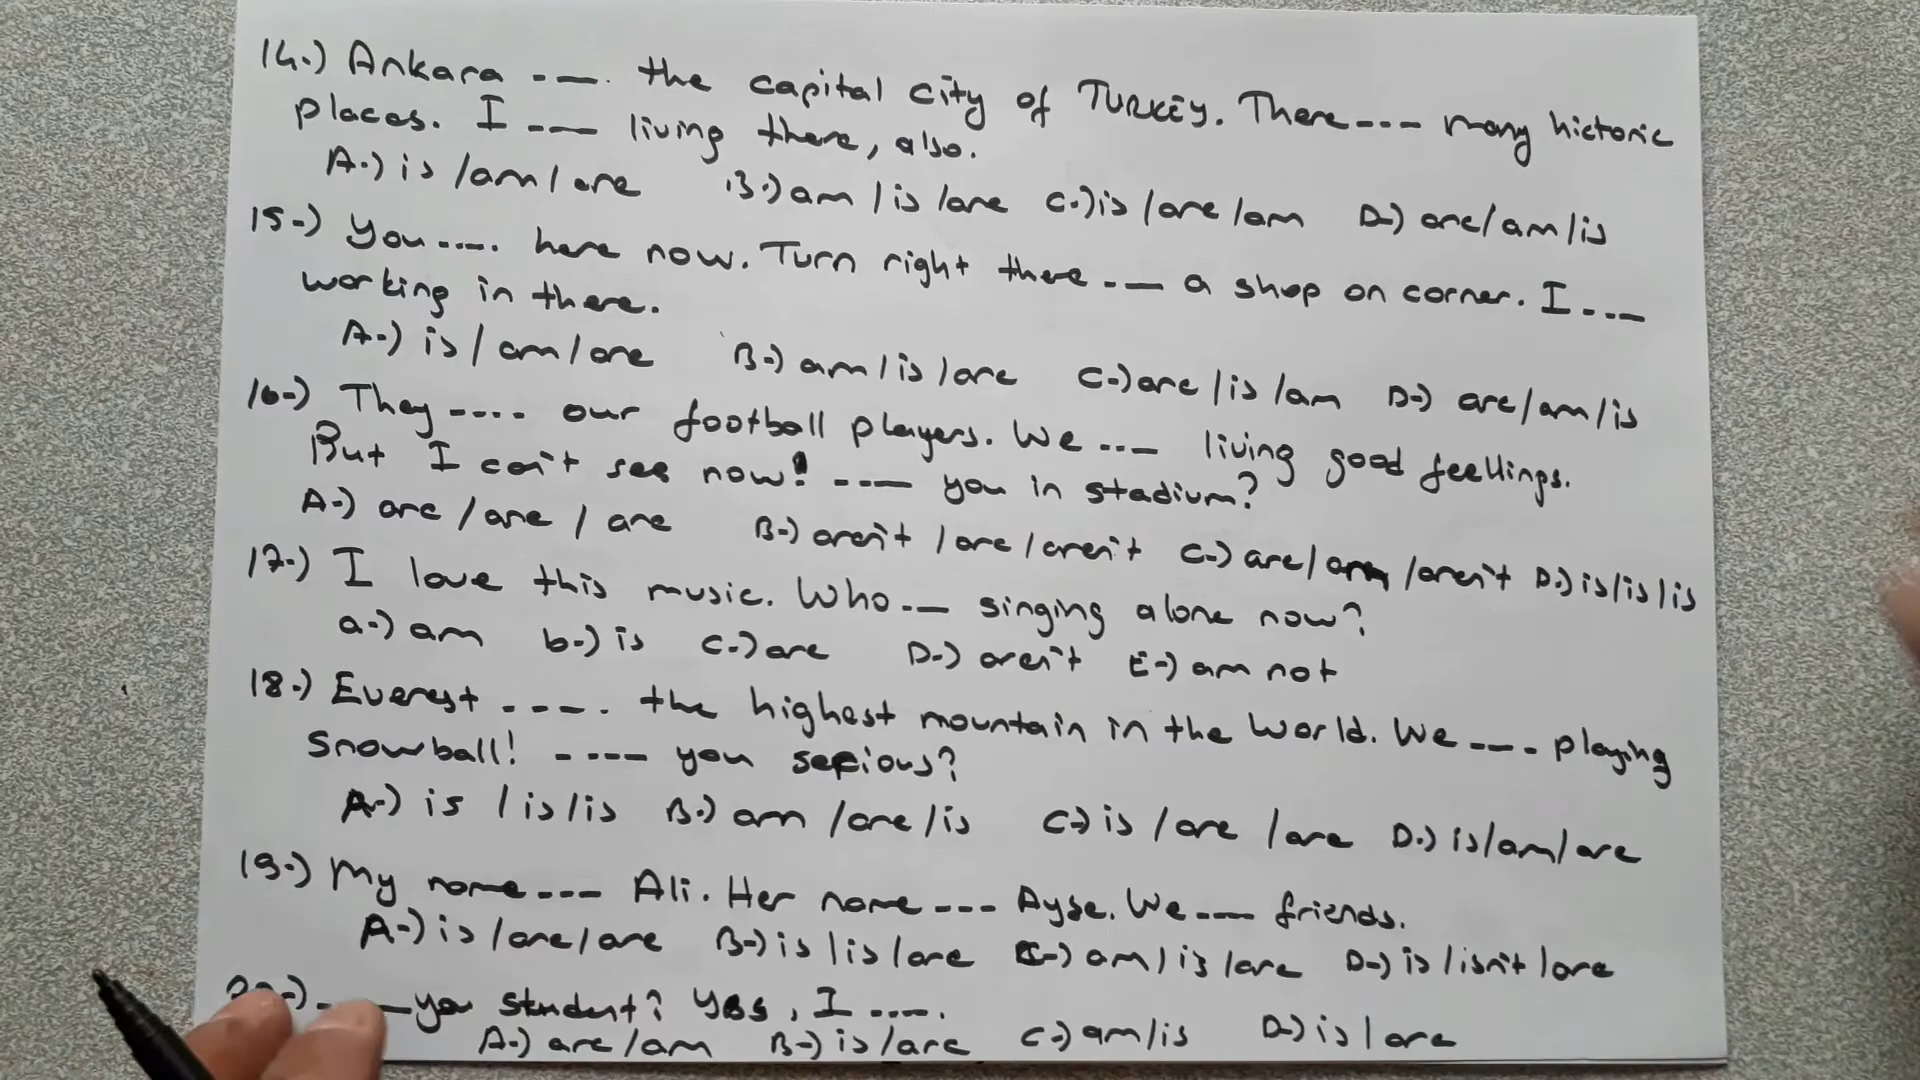 14.) Ankara ---- the capital city of TURKEY. There --- many hictoric
places. I ---- living there, also.
A.) is /am/are B.) am / is /are C.) is /are /am D.) are/am/is
15.) You ..... here now. Turn right there --- a shop on corner. I ----
working in there.
A.) is / am / are B.) am / is /are C.) are / is /am D.) are/am/is
16.) They ---- our football players. We ---- living good feellings.
But I can't see now! ---- you in stadium?
A.) are /are / are B.) aren't /are /aren't C.) are/ /aren't D.) is/is/is
17.) I love this music. Who --- singing alone now?
a.) am b.) is c.) are D.) aren't E.) am not
18.) Everest ----. the highest mountain in the world. We ---- playing
snowball! ---- you serious?
A.) is / is/is B.) am /are /is C.) is /are /are D.) is/am/are
19.) My name --- Ali. Her name --- Ayse. We ---- friends.
A.) is /are/are B.) is /is /are C.) am / is /are D.) is /isn't /are
20.) ----you student? Yes, I ----.
A.) are /am B.) is /are C.) am/is D.) is / are